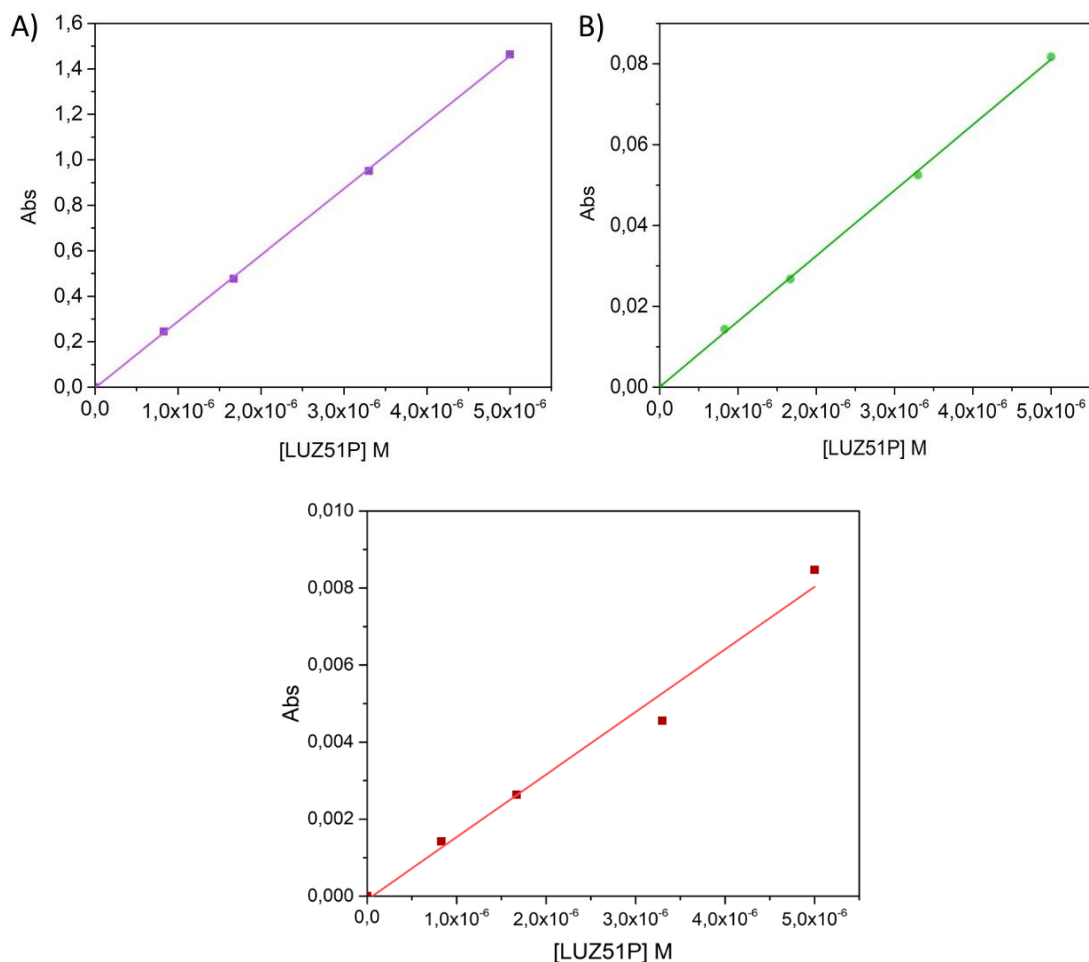 A)
1,6
1,4
1,2
1,0
0,8
0,6
0,4
0,2
0,0
Abs
0,0 1,0x10⁻⁶ 2,0x10⁻⁶ 3,0x10⁻⁶ 4,0x10⁻⁶ 5,0x10⁻⁶
[LUZ51P] M
B)
0,08
0,06
0,04
0,02
0,00
Abs
0,0 1,0x10⁻⁶ 2,0x10⁻⁶ 3,0x10⁻⁶ 4,0x10⁻⁶ 5,0x10⁻⁶
[LUZ51P] M
0,010
0,008
0,006
0,004
0,002
0,000
Abs
0,0 1,0x10⁻⁶ 2,0x10⁻⁶ 3,0x10⁻⁶ 4,0x10⁻⁶ 5,0x10⁻⁶
[LUZ51P] M